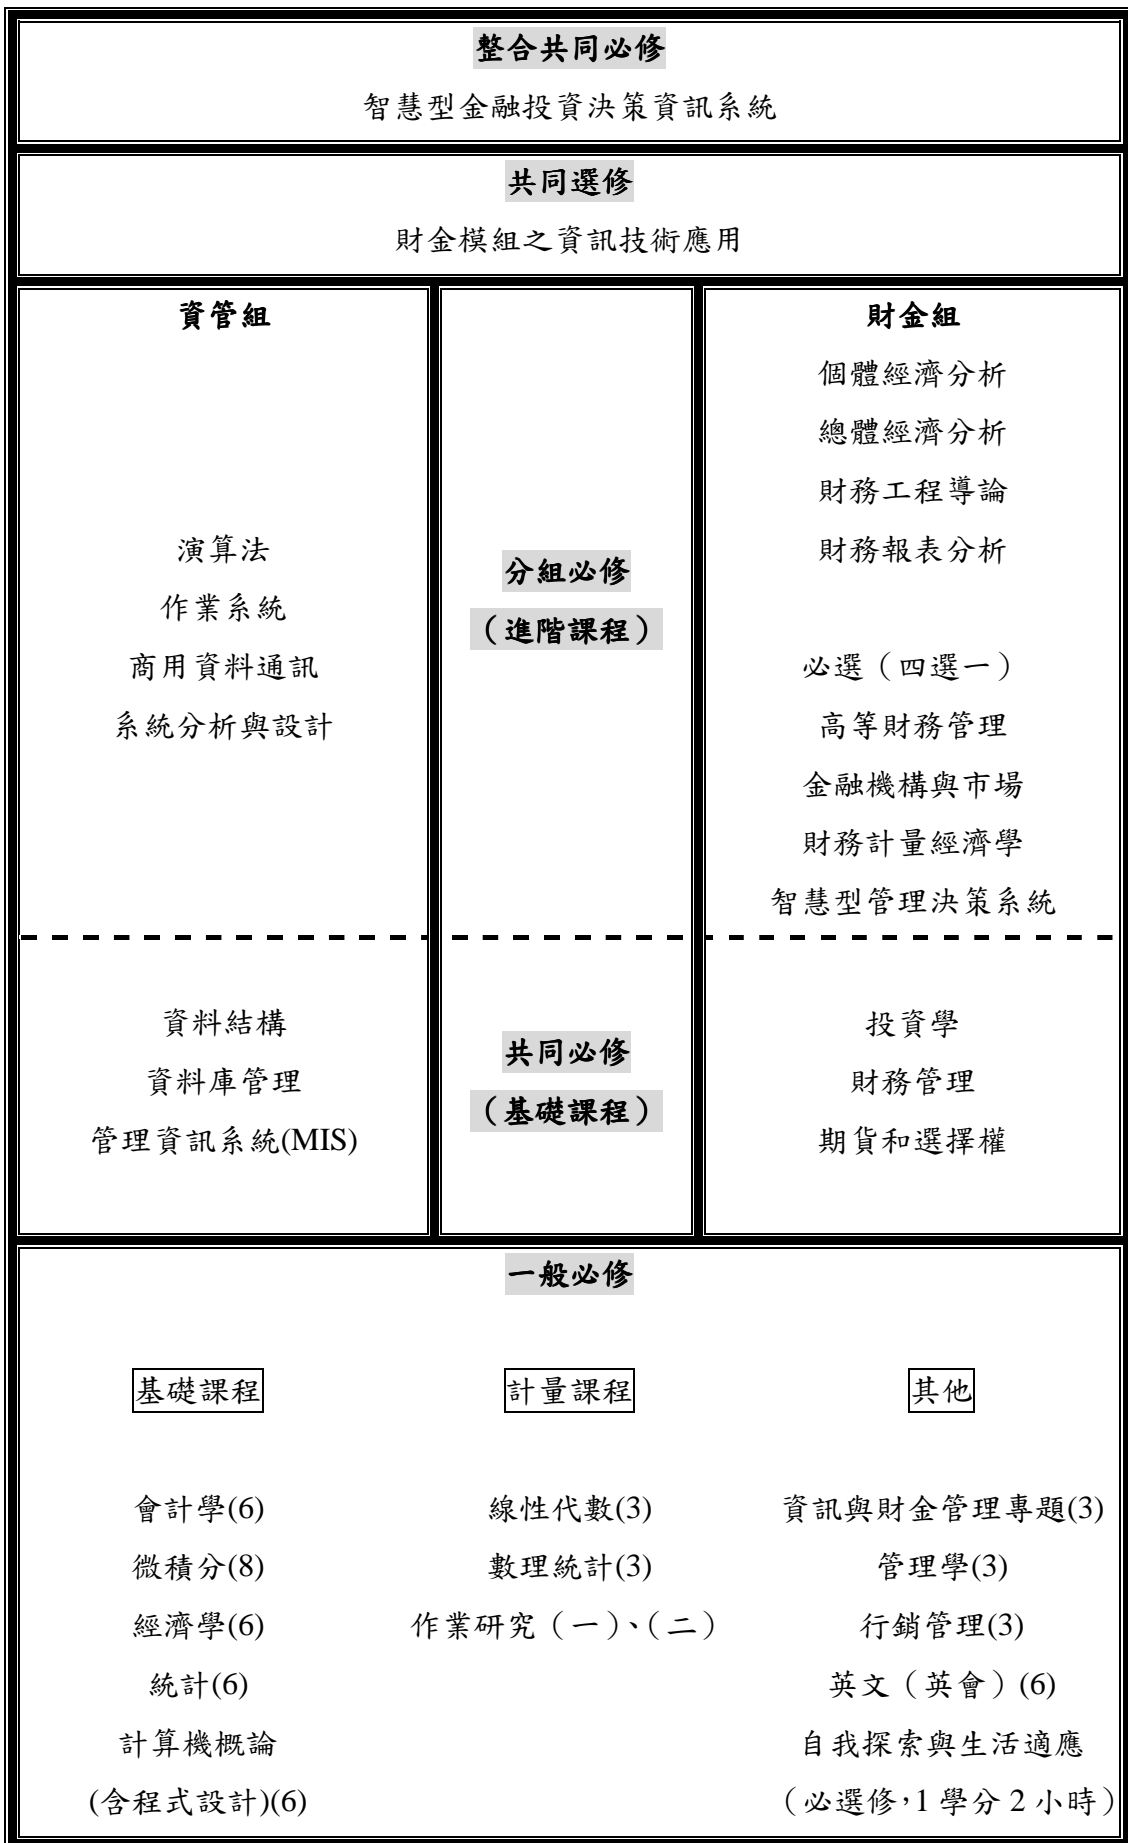 整合共同必修
智慧型金融投資決策資訊系統
共同選修
財金模組之資訊技術應用
資管組
演算法
作業系統
商用資料通訊
系統分析與設計
分組必修
（進階課程）
財金組
個體經濟分析
總體經濟分析
財務工程導論
財務報表分析
必選（四選一）
高等財務管理
金融機構與市場
財務計量經濟學
智慧型管理決策系統
資料結構
資料庫管理
管理資訊系統(MIS)
共同必修
（基礎課程）
投資學
財務管理
期貨和選擇權
一般必修
基礎課程
會計學(6)
微積分(8)
經濟學(6)
統計(6)
計算機概論
(含程式設計)(6)
計量課程
線性代數(3)
數理統計(3)
作業研究（一）、（二）
其他
資訊與財金管理專題(3)
管理學(3)
行銷管理(3)
英文（英會）(6)
自我探索與生活適應
（必選修，1 學分 2 小時）